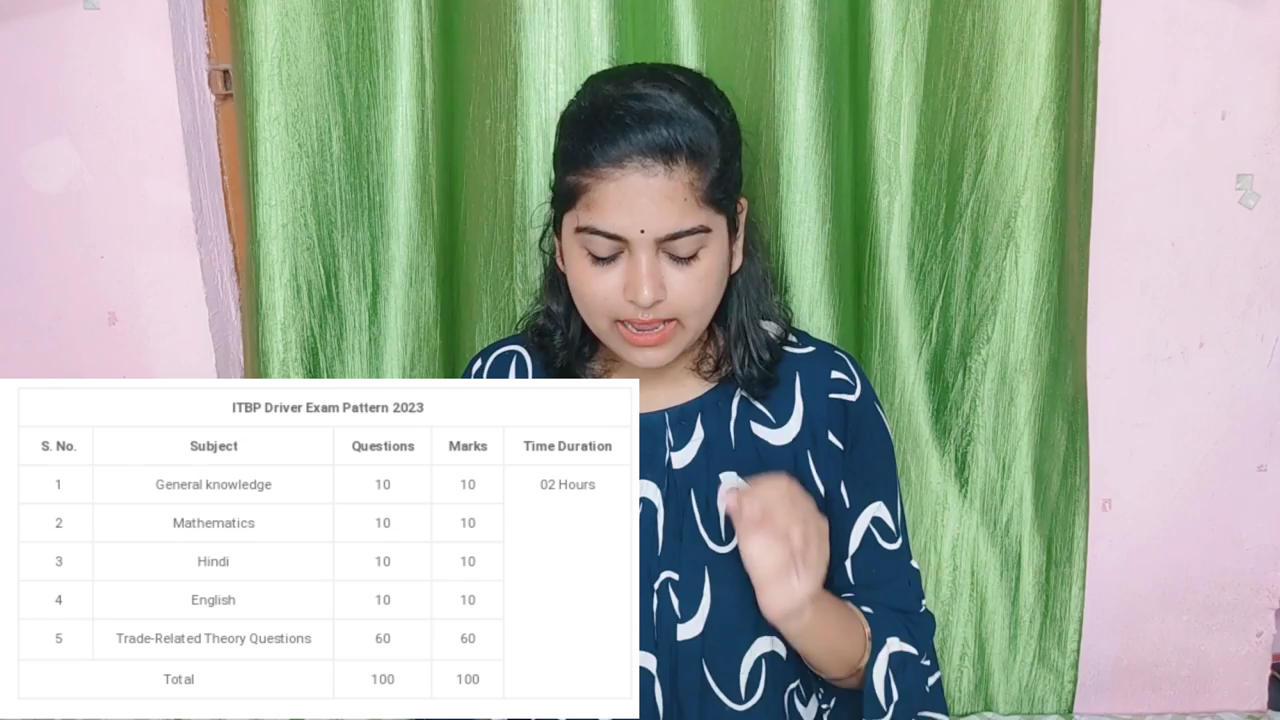 ITBP Driver Exam Pattern 2023
S. No. Subject Questions Marks Time Duration
1 General knowledge 10 10 02 Hours
2 Mathematics 10 10
3 Hindi 10 10
4 English 10 10
5 Trade-Related Theory Questions 60 60
Total 100 100